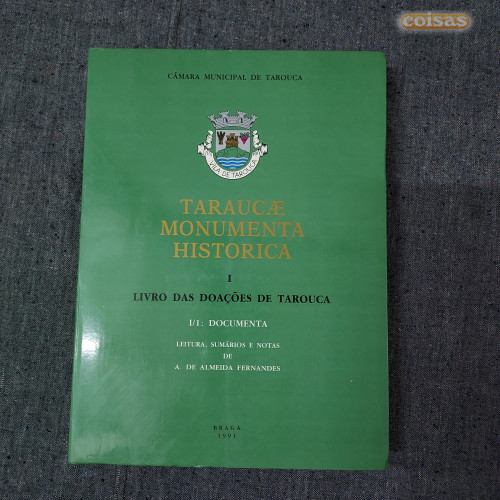 coisas
CÂMARA MUNICIPAL DE TAROUCA
VILA DE TAROUCA
TARAUCÆ
MONUMENTA
HISTORICA
I
LIVRO DAS DOAÇÕES DE TAROUCA
I/1: DOCUMENTA
LEITURA, SUMÁRIOS E NOTAS
DE
A. DE ALMEIDA FERNANDES
BRAGA
1991